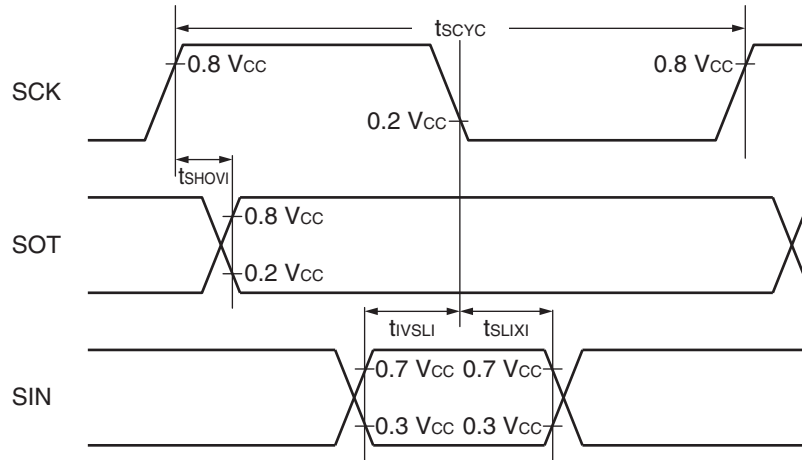 tSCYC
SCK
0.8 VCC
0.8 VCC
0.2 VCC
tSHOVI
SOT
0.8 VCC
0.2 VCC
tIVSLI
tSLIXI
SIN
0.7 VCC 0.7 VCC
0.3 VCC 0.3 VCC